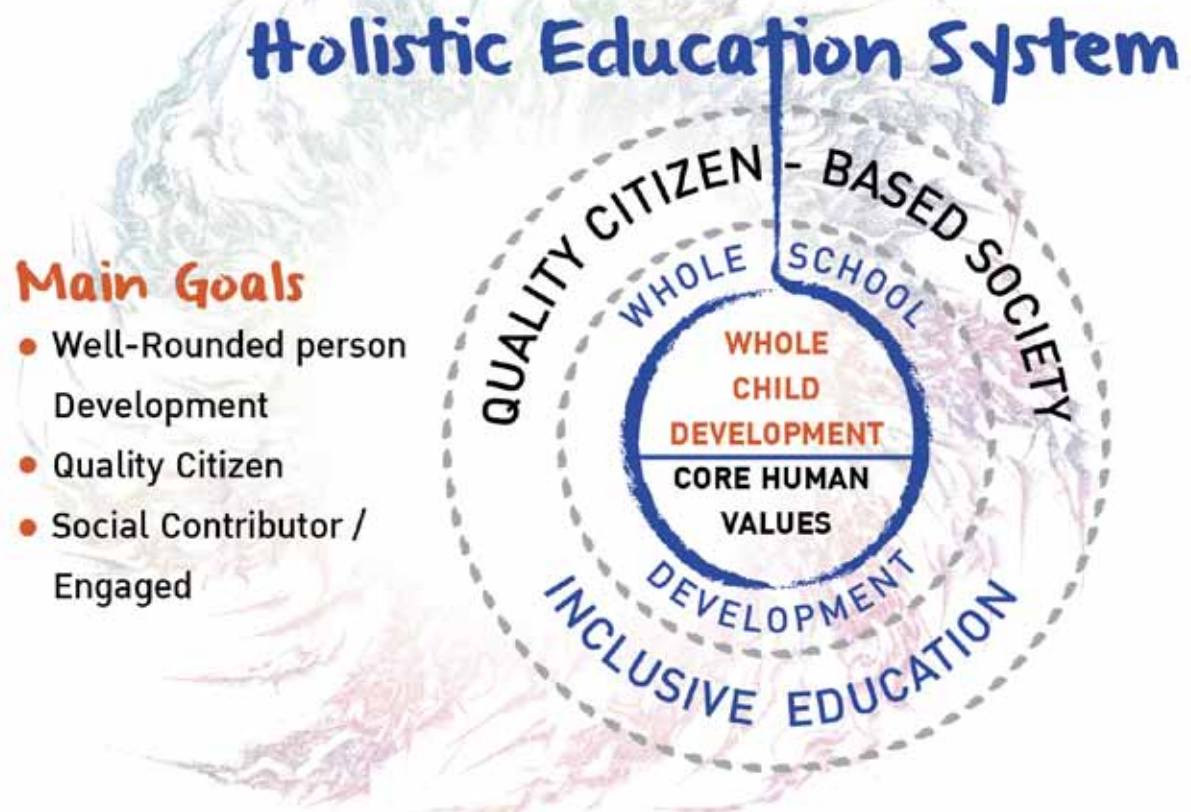 Holistic Education System
Main Goals
• Well-Rounded person
Development
• Quality Citizen
• Social Contributor /
Engaged
QUALITY CITIZEN - BASED SOCIETY
WHOLE SCHOOL
WHOLE
CHILD
DEVELOPMENT
CORE HUMAN
VALUES
DEVELOPMENT
INCLUSIVE EDUCATION